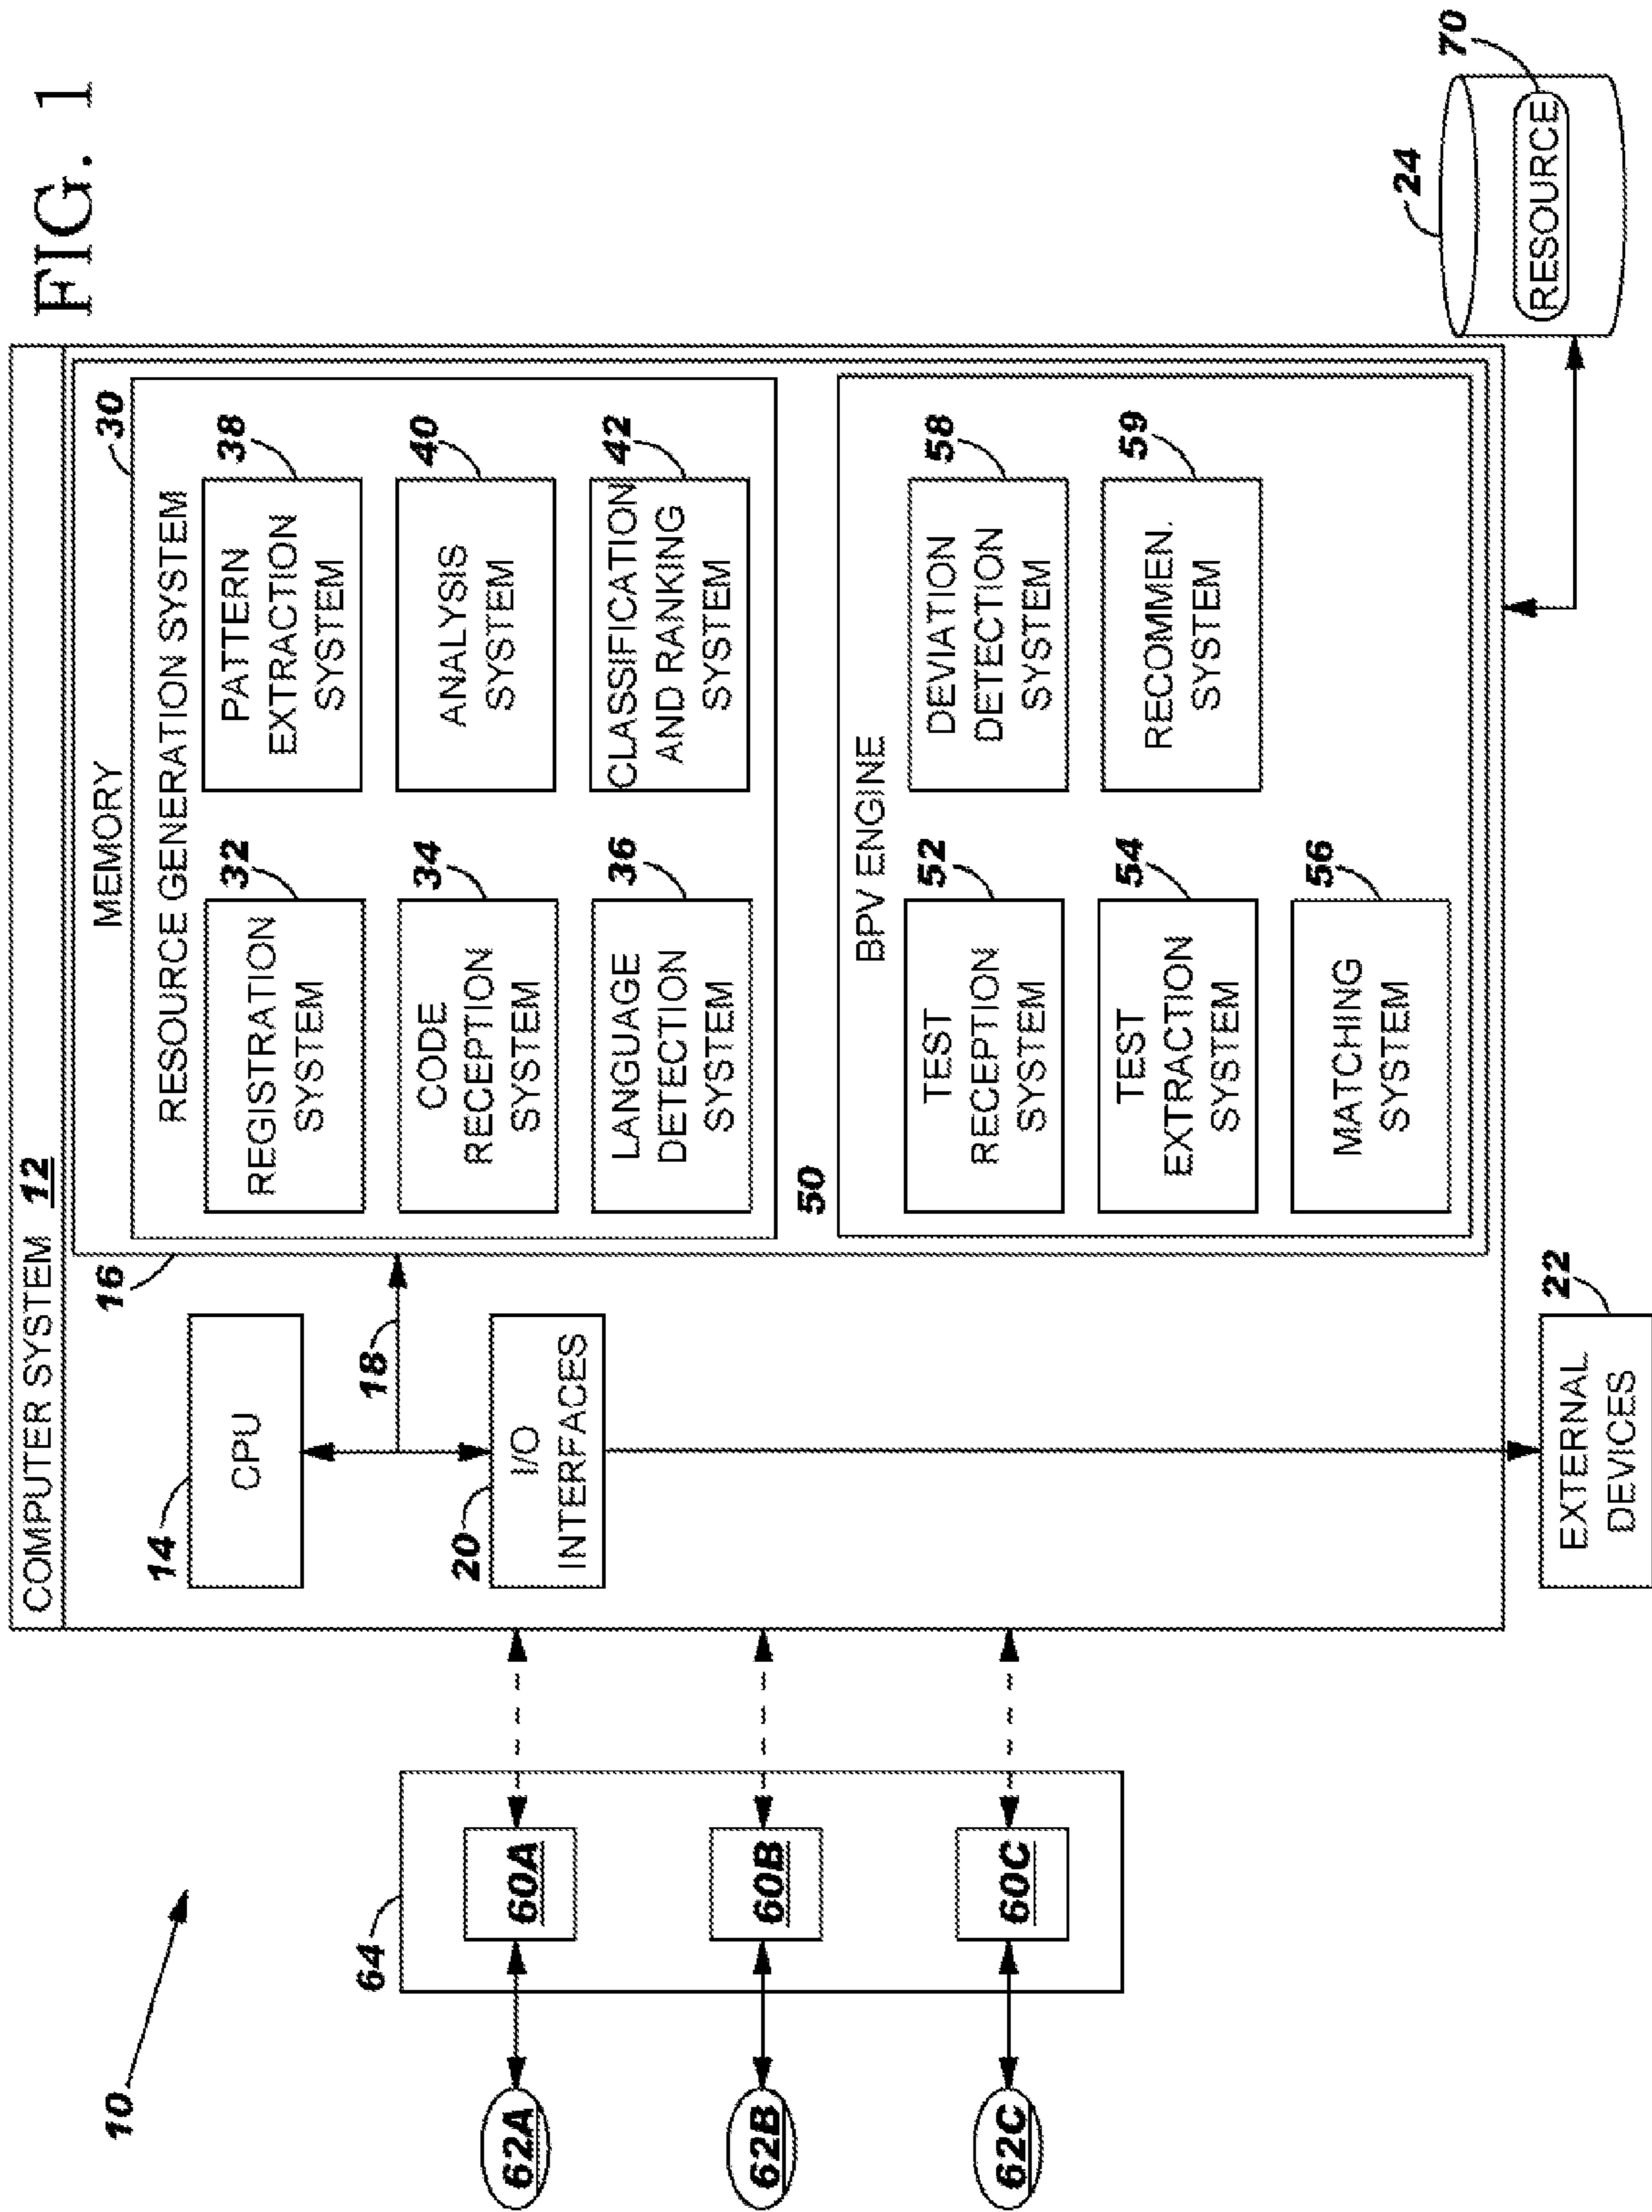 FIG. 1
10
COMPUTER SYSTEM 12
14
CPU
16
MEMORY
30
RESOURCE GENERATION SYSTEM
32
REGISTRATION
SYSTEM
38
PATTERN
EXTRACTION
SYSTEM
18
34
CODE
RECEPTION
SYSTEM
40
ANALYSIS
SYSTEM
20
I/O
INTERFACES
36
LANGUAGE
DETECTION
SYSTEM
42
CLASSIFICATION
AND RANKING
SYSTEM
64
62A
60A
62B
60B
62C
60C
50
BPV ENGINE
52
TEST
RECEPTION
SYSTEM
58
DEVIATION
DETECTION
SYSTEM
54
TEST
EXTRACTION
SYSTEM
59
RECOMMEN.
SYSTEM
56
MATCHING
SYSTEM
22
EXTERNAL
DEVICES
24
RESOURCE
70